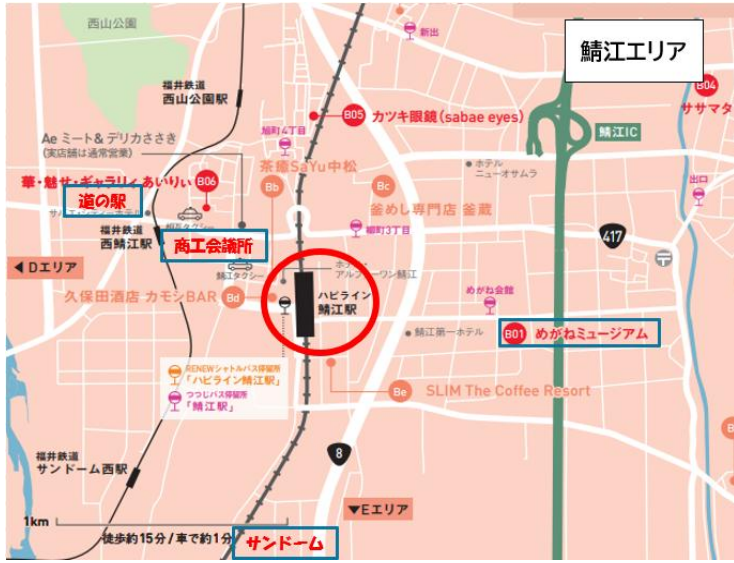 西山公園
新出
鯖江エリア
福井鉄道
西山公園駅
B04
ササマタ
B05 カツキ眼鏡(sabae eyes)
鯖江IC
旭町4丁目
Ae ミート&デリカささき
(実店舗は通常営業)
茶癒SaYu中松
ホテル
ニューオサムラ
華・魅せ・ギャラリィあいりぃ B06
Bb
Bc
出口
道の駅
釜めし専門店 釜蔵
福井鉄道
西鯖江駅
商工会議所
柳町3丁目
417
◀Dエリア
鯖江タクシー
アルファーワン鯖江
めがね会館
久保田酒店 カモシBAR Bd
ハピライン
鯖江駅
鯖江第一ホテル
B01 めがねミュージアム
RENEWシャトルバス停留所
「ハピライン鯖江駅」
つつじバス停留所
「鯖江駅」
Be SLIM The Coffee Resort
8
福井鉄道
サンドーム西駅
▼Eエリア
1km
徒歩約15分/車で約1分
サンドーム